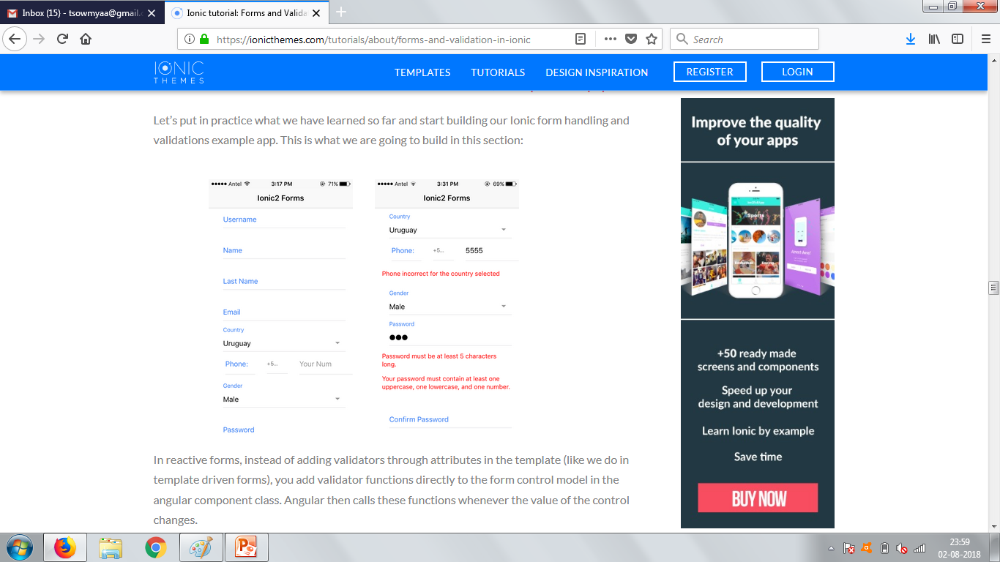 Inbox (15) - tsowmyaa@gmail.c
Ionic tutorial: Forms and Valida
https://ionicthemes.com/tutorials/about/forms-and-validation-in-ionic
Search
IONIC
THEMES
TEMPLATES
TUTORIALS
DESIGN INSPIRATION
REGISTER
LOGIN
Let's put in practice what we have learned so far and start building our Ionic form handling and
validations example app. This is what we are going to build in this section:
Antel
3:17 PM
71%
Ionic2 Forms
Username
Name
Last Name
Email
Country
Uruguay
Phone:
+5...
Your Num
Gender
Male
Password
Antel
3:31 PM
69%
Ionic2 Forms
Country
Uruguay
Phone:
+5...
5555
Phone incorrect for the country selected
Gender
Male
Password
Password must be at least 5 characters
long.
Your password must contain at least one
uppercase, one lowercase, and one number.
Confirm Password
In reactive forms, instead of adding validators through attributes in the template (like we do in
template driven forms), you add validator functions directly to the form control model in the
angular component class. Angular then calls these functions whenever the value of the control
changes.
Improve the quality
of your apps
Sports
Almost done!
+50 ready made
screens and components
Speed up your
design and development
Learn Ionic by example
Save time
BUY NOW
23:59
02-08-2018